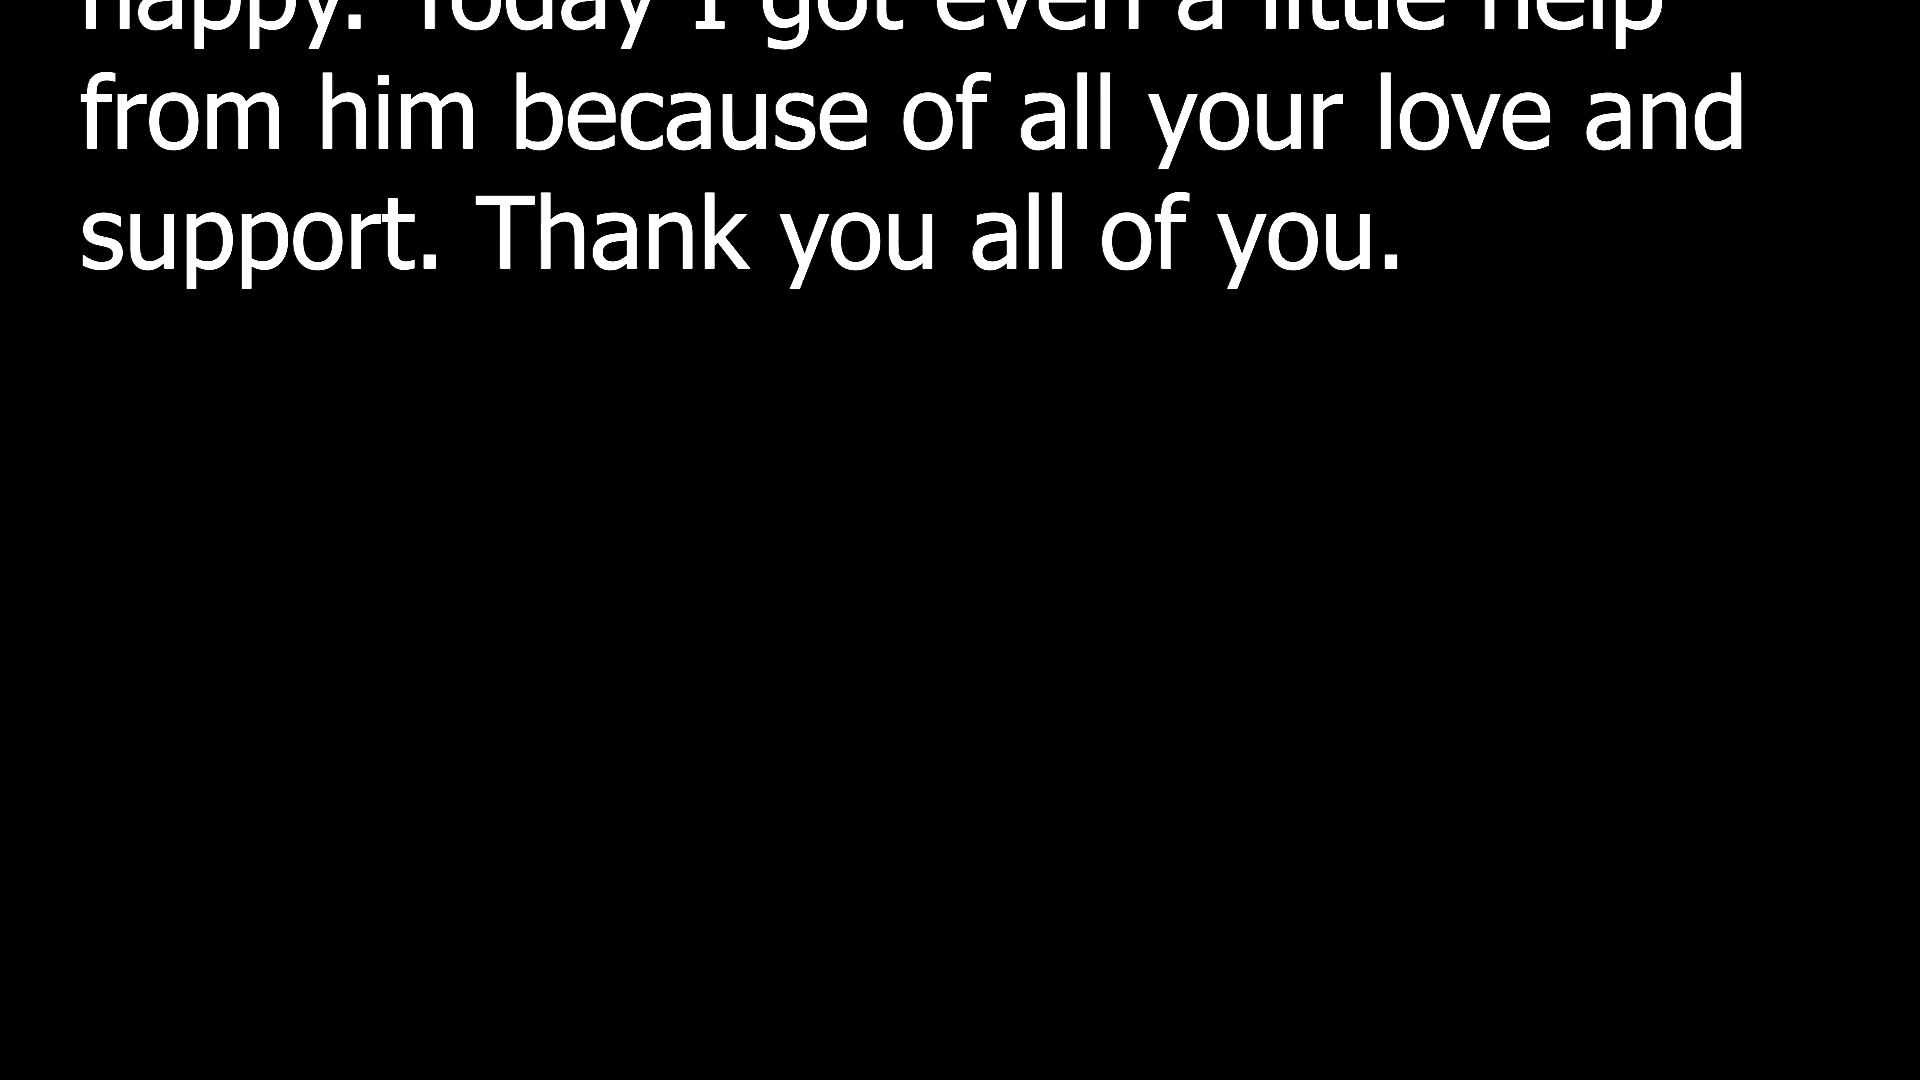 happy. Today I got even a little help
from him because of all your love and
support. Thank you all of you.